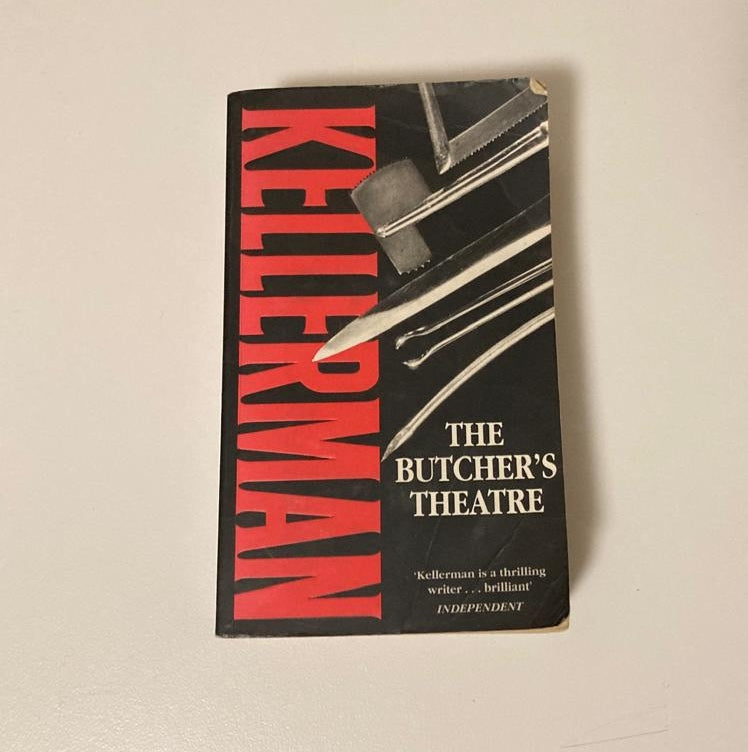 KELLERMAN
THE
BUTCHER'S
THEATRE
'Kellerman is a thrilling
writer . . . brilliant'
INDEPENDENT